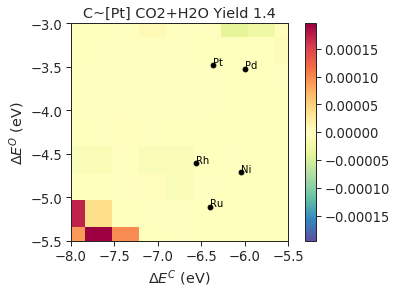 C~[Pt] CO2+H2O Yield 1.4
−3.0
−3.5
−4.0
−4.5
−5.0
−5.5
ΔE^O (eV)
Pt
Pd
Rh
Ni
Ru
−8.0 −7.5 −7.0 −6.5 −6.0 −5.5
ΔE^C (eV)
0.00015
0.00010
0.00005
0.00000
−0.00005
−0.00010
−0.00015